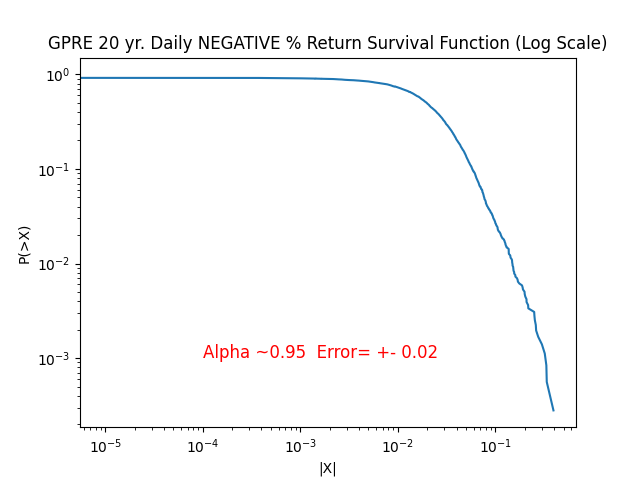 GPRE 20 yr. Daily NEGATIVE % Return Survival Function (Log Scale)
10⁰
10⁻¹
10⁻²
10⁻³
P(>X)
Alpha ~0.95  Error= +- 0.02
10⁻⁵ 10⁻⁴ 10⁻³ 10⁻² 10⁻¹
|X|